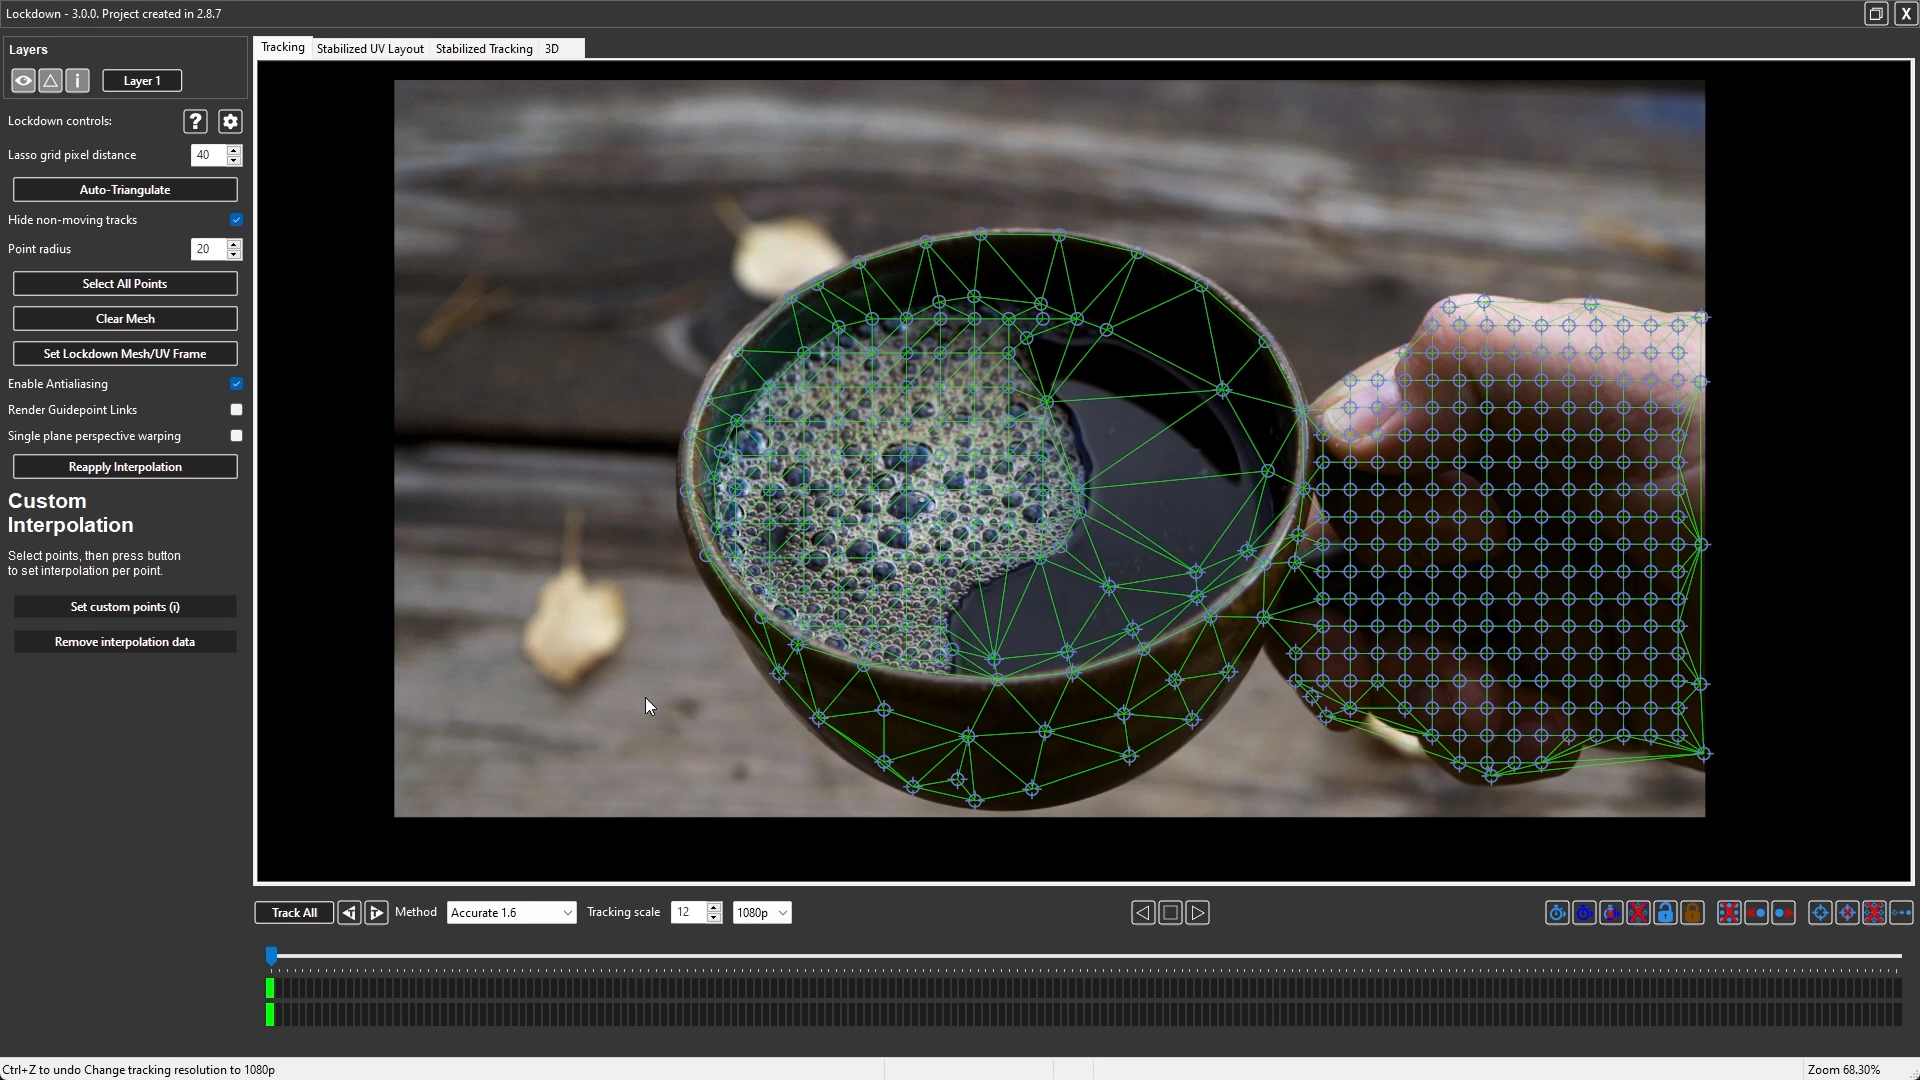 Lockdown - 3.0.0. Project created in 2.8.7
Layers
Layer 1
Lockdown controls:
?
Lasso grid pixel distance
40
Auto-Triangulate
Hide non-moving tracks
Point radius
20
Select All Points
Clear Mesh
Set Lockdown Mesh/UV Frame
Enable Antialiasing
Render Guidepoint Links
Single plane perspective warping
Reapply Interpolation
Custom
Interpolation
Select points, then press button
to set interpolation per point.
Set custom points (i)
Remove interpolation data
Tracking
Stabilized UV Layout
Stabilized Tracking
3D
Track All
Method
Accurate 1.6
Tracking scale
12
1080p
Ctrl+Z to undo Change tracking resolution to 1080p
Zoom 68.30%